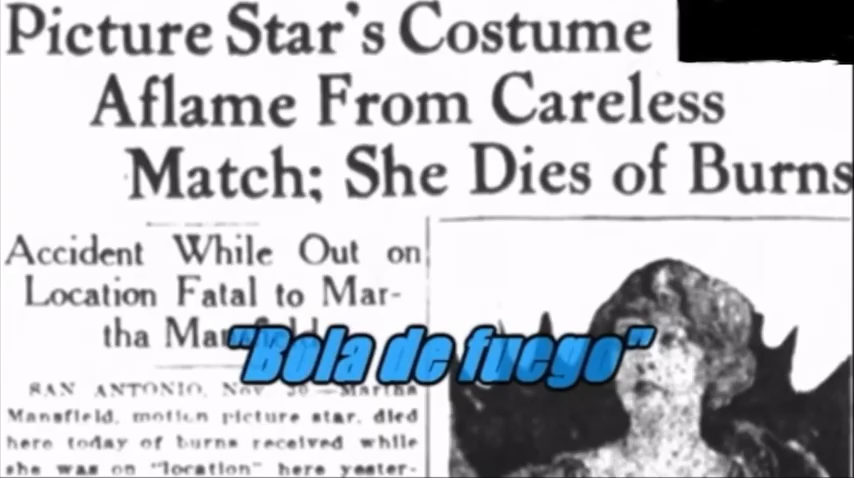 Picture Star's Costume
Aflame From Careless
Match; She Dies of Burns
Accident While Out on
Location Fatal to Mar-
tha Mansfield
"Bola de fuego"
SAN ANTONIO, Nov. 30 —Martha
Mansfield, motion picture star, died
here today of burns received while
she was on "location" here yester-